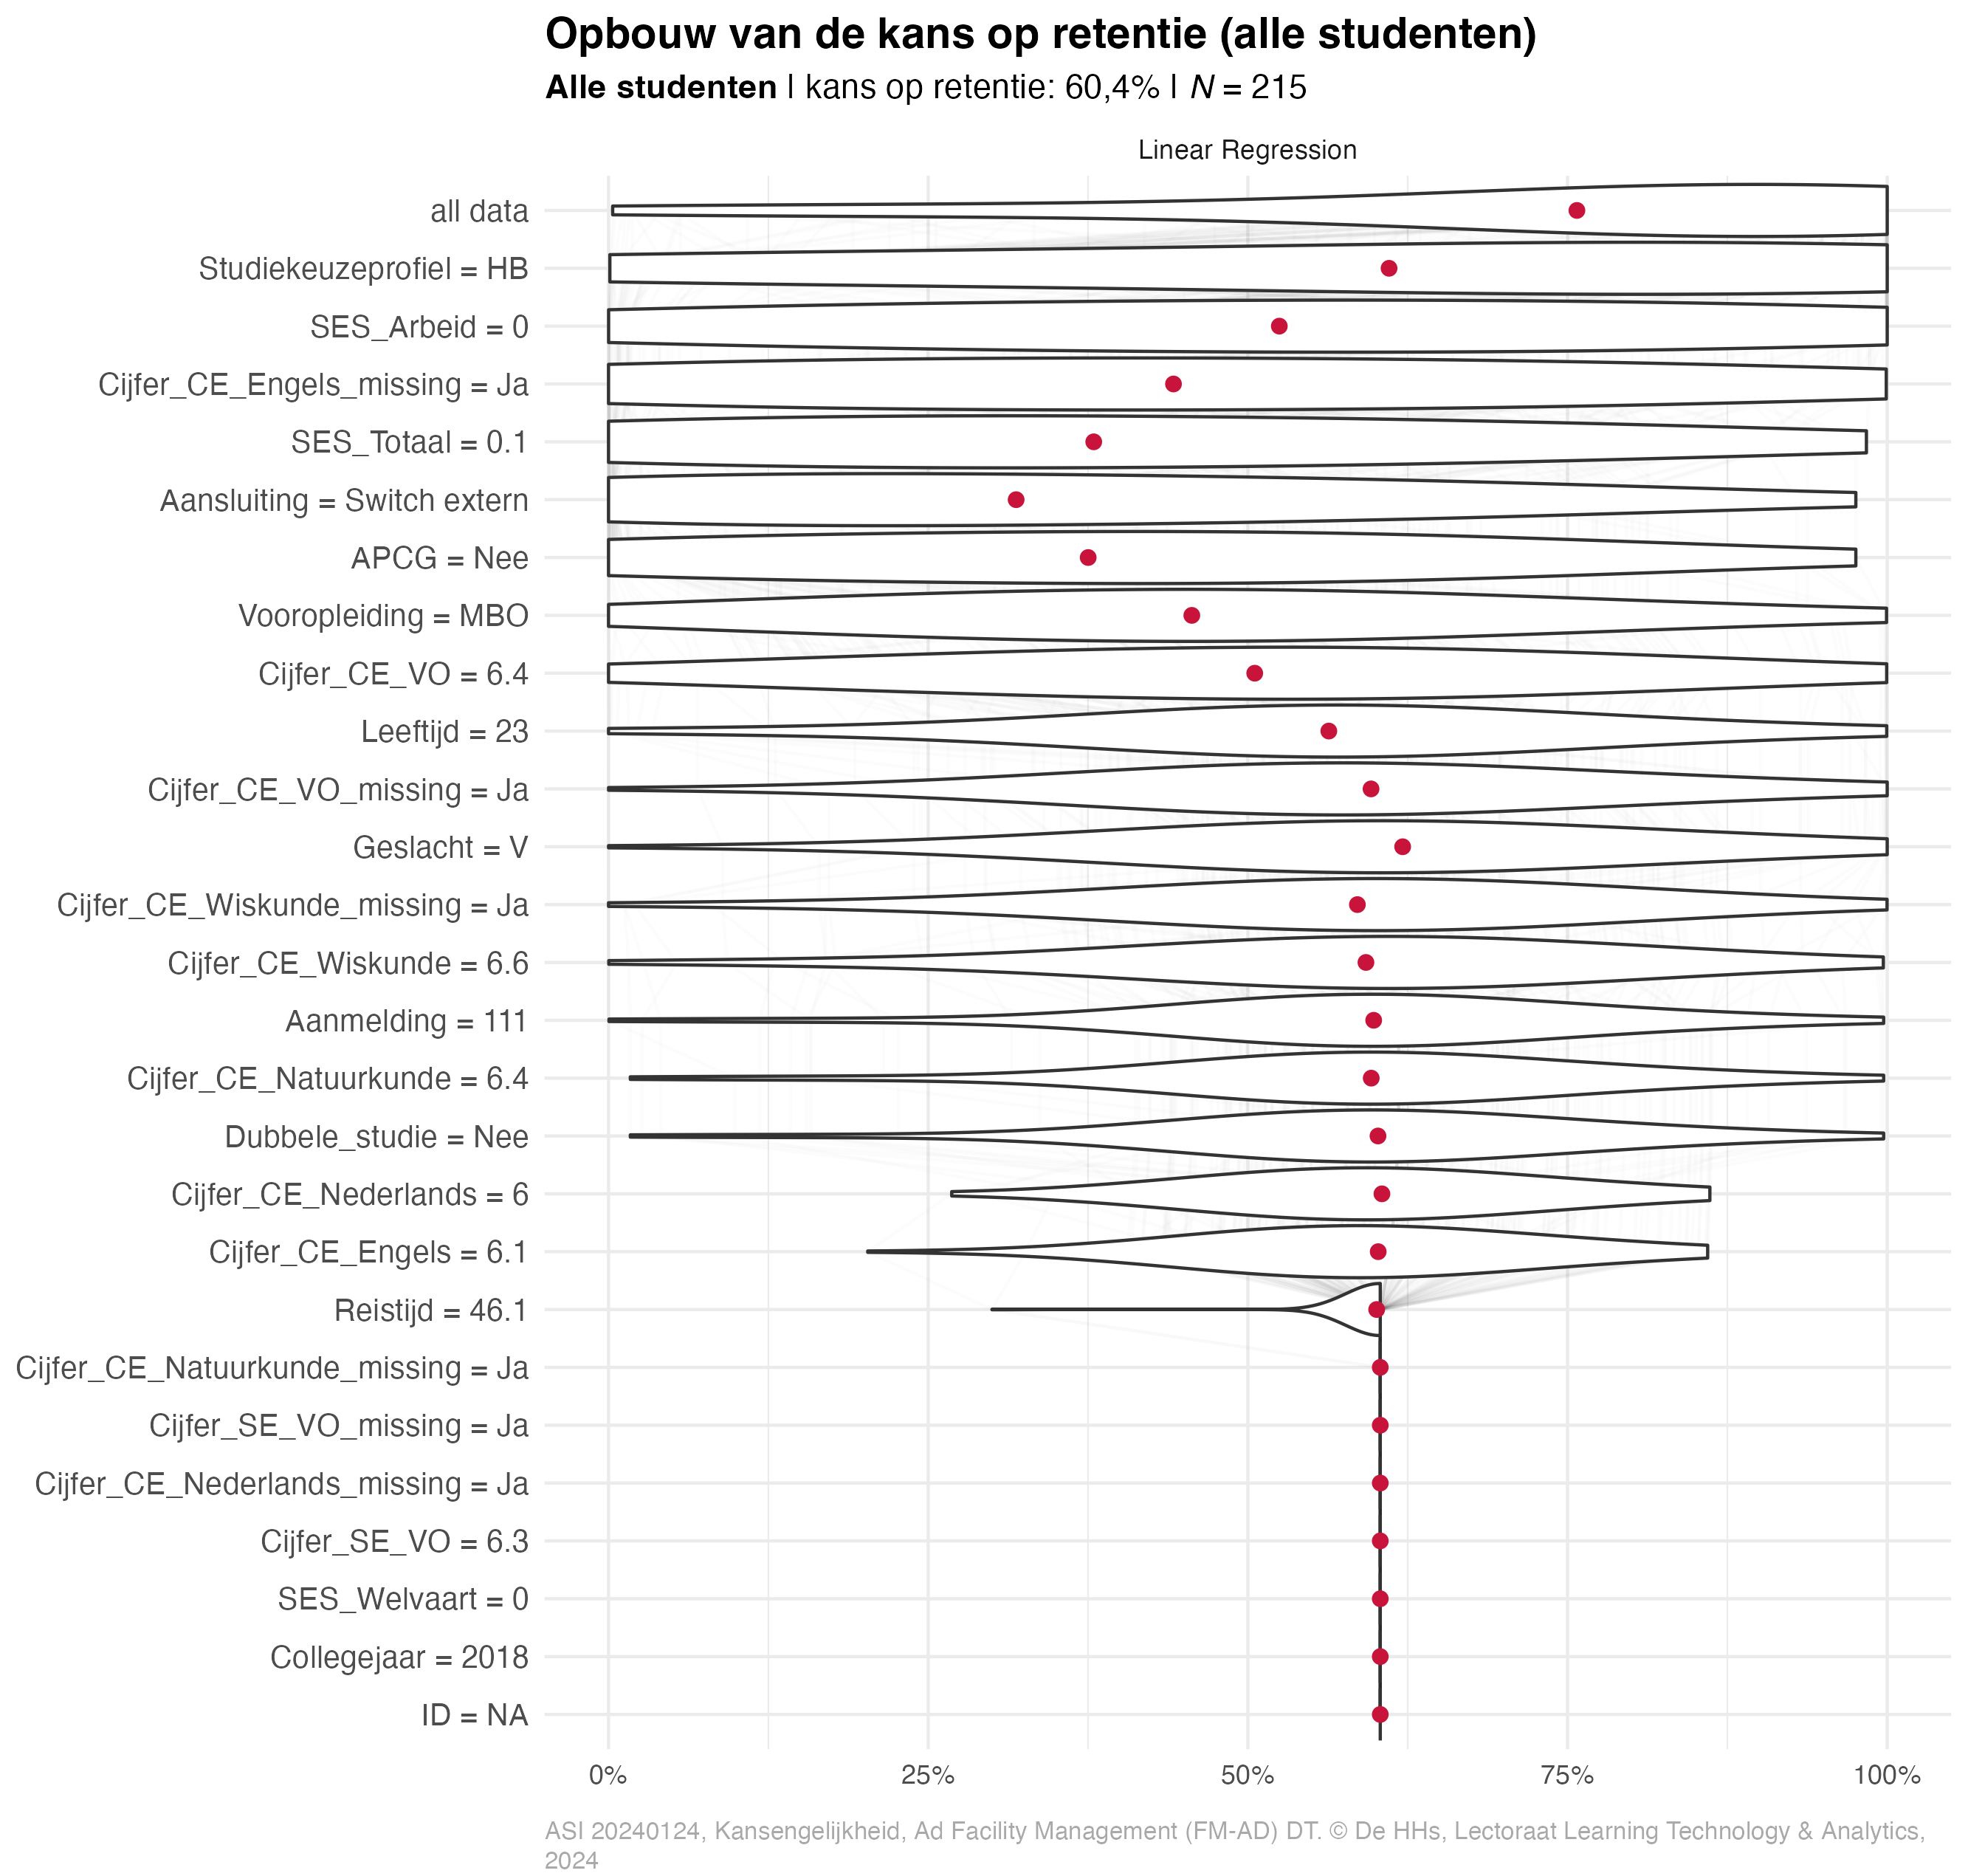 Opbouw van de kans op retentie (alle studenten)
Alle studenten | kans op retentie: 60,4% | N = 215
Linear Regression
all data
Studiekeuzeprofiel = HB
SES_Arbeid = 0
Cijfer_CE_Engels_missing = Ja
SES_Totaal = 0.1
Aansluiting = Switch extern
APCG = Nee
Vooropleiding = MBO
Cijfer_CE_VO = 6.4
Leeftijd = 23
Cijfer_CE_VO_missing = Ja
Geslacht = V
Cijfer_CE_Wiskunde_missing = Ja
Cijfer_CE_Wiskunde = 6.6
Aanmelding = 111
Cijfer_CE_Natuurkunde = 6.4
Dubbele_studie = Nee
Cijfer_CE_Nederlands = 6
Cijfer_CE_Engels = 6.1
Reistijd = 46.1
Cijfer_CE_Natuurkunde_missing = Ja
Cijfer_SE_VO_missing = Ja
Cijfer_CE_Nederlands_missing = Ja
Cijfer_SE_VO = 6.3
SES_Welvaart = 0
Collegejaar = 2018
ID = NA
0% 25% 50% 75% 100%
ASI 20240124, Kansengelijkheid, Ad Facility Management (FM-AD) DT. © De HHs, Lectoraat Learning Technology & Analytics,
2024